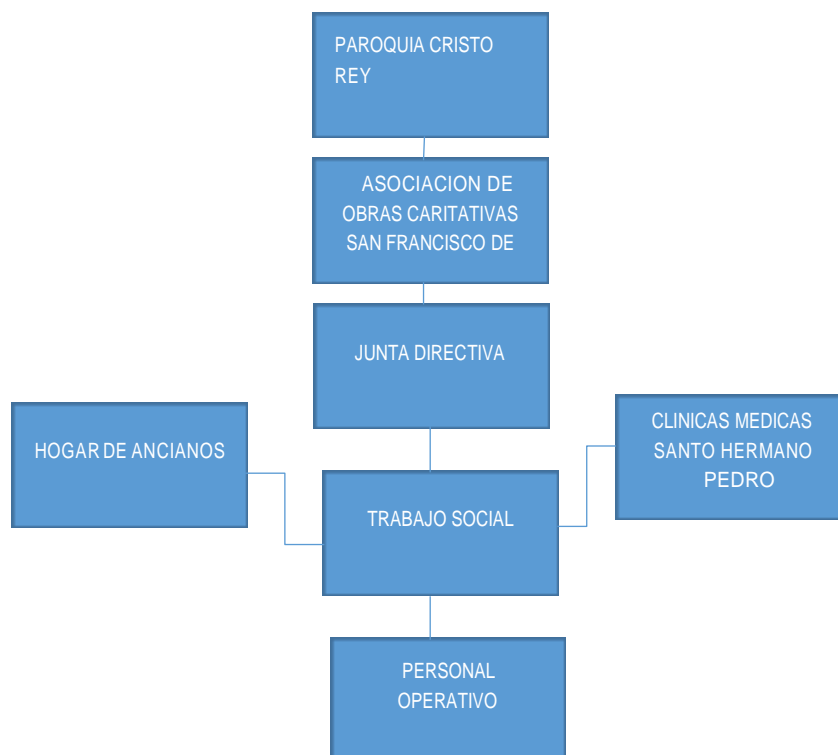 PAROQUIA CRISTO
REY
ASOCIACION DE
OBRAS CARITATIVAS
SAN FRANCISCO DE
JUNTA DIRECTIVA
HOGAR DE ANCIANOS
CLINICAS MEDICAS
SANTO HERMANO
PEDRO
TRABAJO SOCIAL
PERSONAL
OPERATIVO